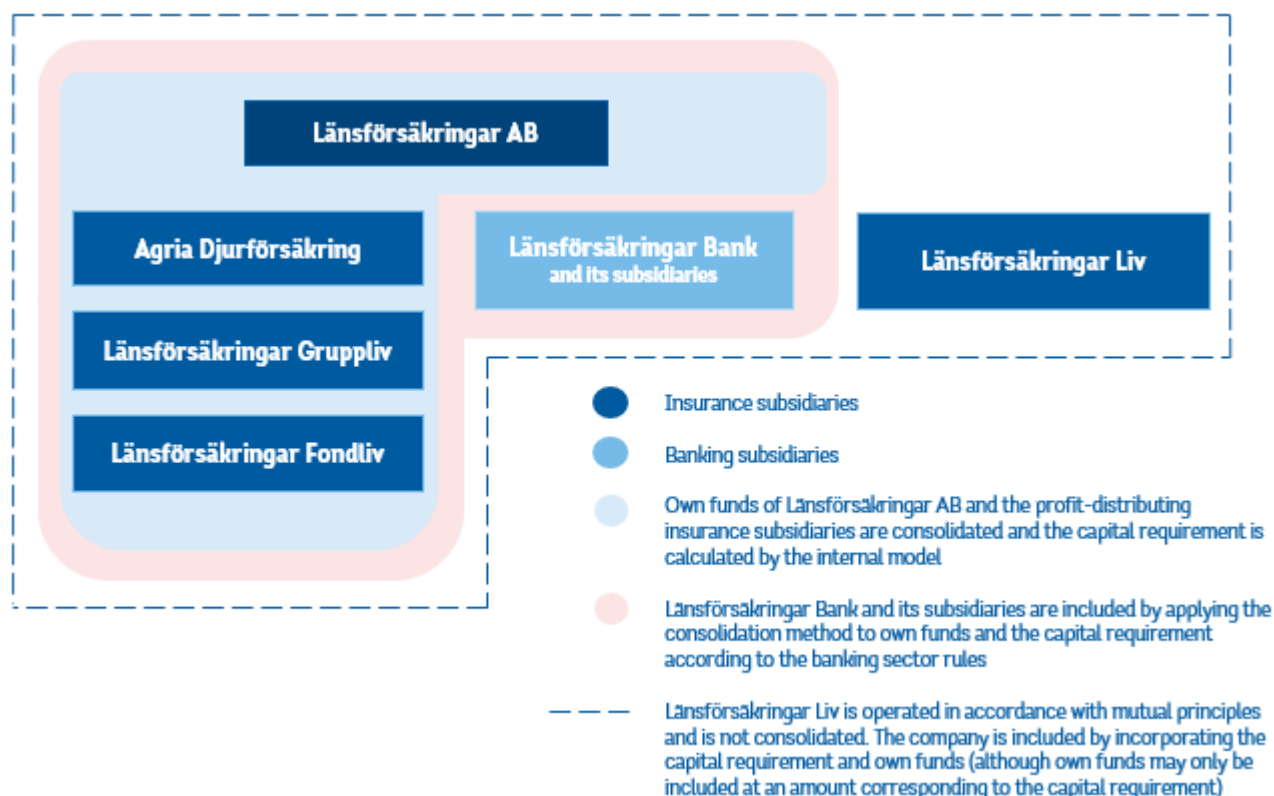 Länsförsäkringar AB
Agria Djurförsäkring
Länsförsäkringar Bank
and its subsidiaries
Länsförsäkringar Liv
Länsförsäkringar Gruppliv
Länsförsäkringar Fondliv
Insurance subsidiaries
Banking subsidiaries
Own funds of Länsförsäkringar AB and the profit-distributing
insurance subsidiaries are consolidated and the capital requirement is
calculated by the internal model
Länsförsäkringar Bank and its subsidiaries are included by applying the
consolidation method to own funds and the capital requirement
according to the banking sector rules
Länsförsäkringar Liv is operated in accordance with mutual principles
and is not consolidated. The company is included by incorporating the
capital requirement and own funds (although own funds may only be
included at an amount corresponding to the capital requirement)